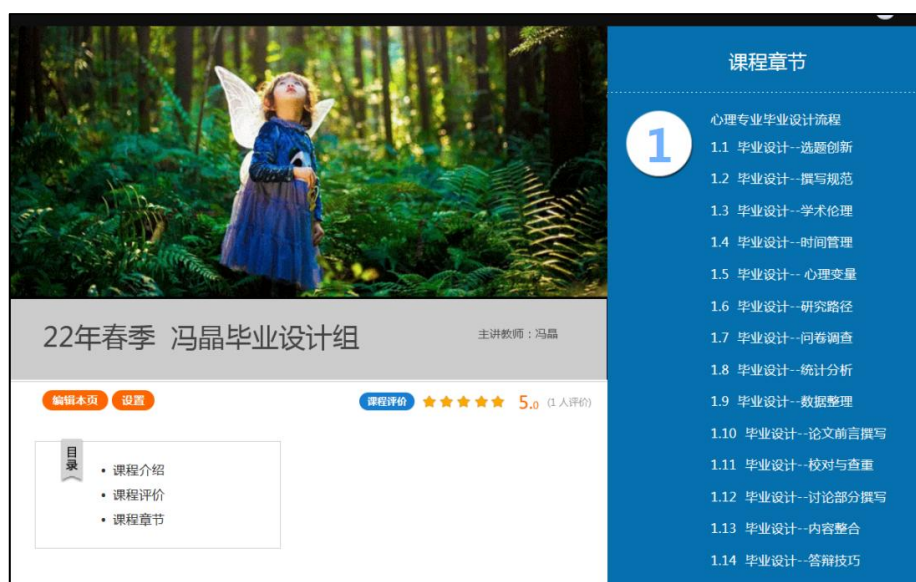 22年春季 冯晶毕业设计组
主讲教师：冯晶
编辑本页 设置
课程评价 5.0 (1 人评价)
目录
• 课程介绍
• 课程评价
• 课程章节
课程章节
1
心理专业毕业设计流程
1.1 毕业设计--选题创新
1.2 毕业设计--撰写规范
1.3 毕业设计--学术伦理
1.4 毕业设计--时间管理
1.5 毕业设计-- 心理变量
1.6 毕业设计--研究路径
1.7 毕业设计--问卷调查
1.8 毕业设计--统计分析
1.9 毕业设计--数据整理
1.10 毕业设计--论文前言撰写
1.11 毕业设计--校对与查重
1.12 毕业设计--讨论部分撰写
1.13 毕业设计--内容整合
1.14 毕业设计--答辩技巧